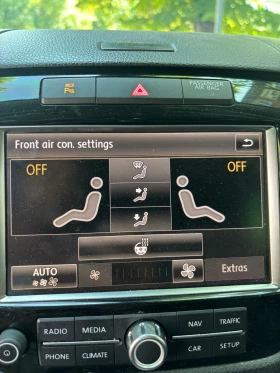 PASSENGER
AIR BAG
Front air con. settings
OFF
OFF
AUTO
Extras
RADIO
MEDIA
NAV
TRAFFIC
PHONE
CLIMATE
CAR
SETUP